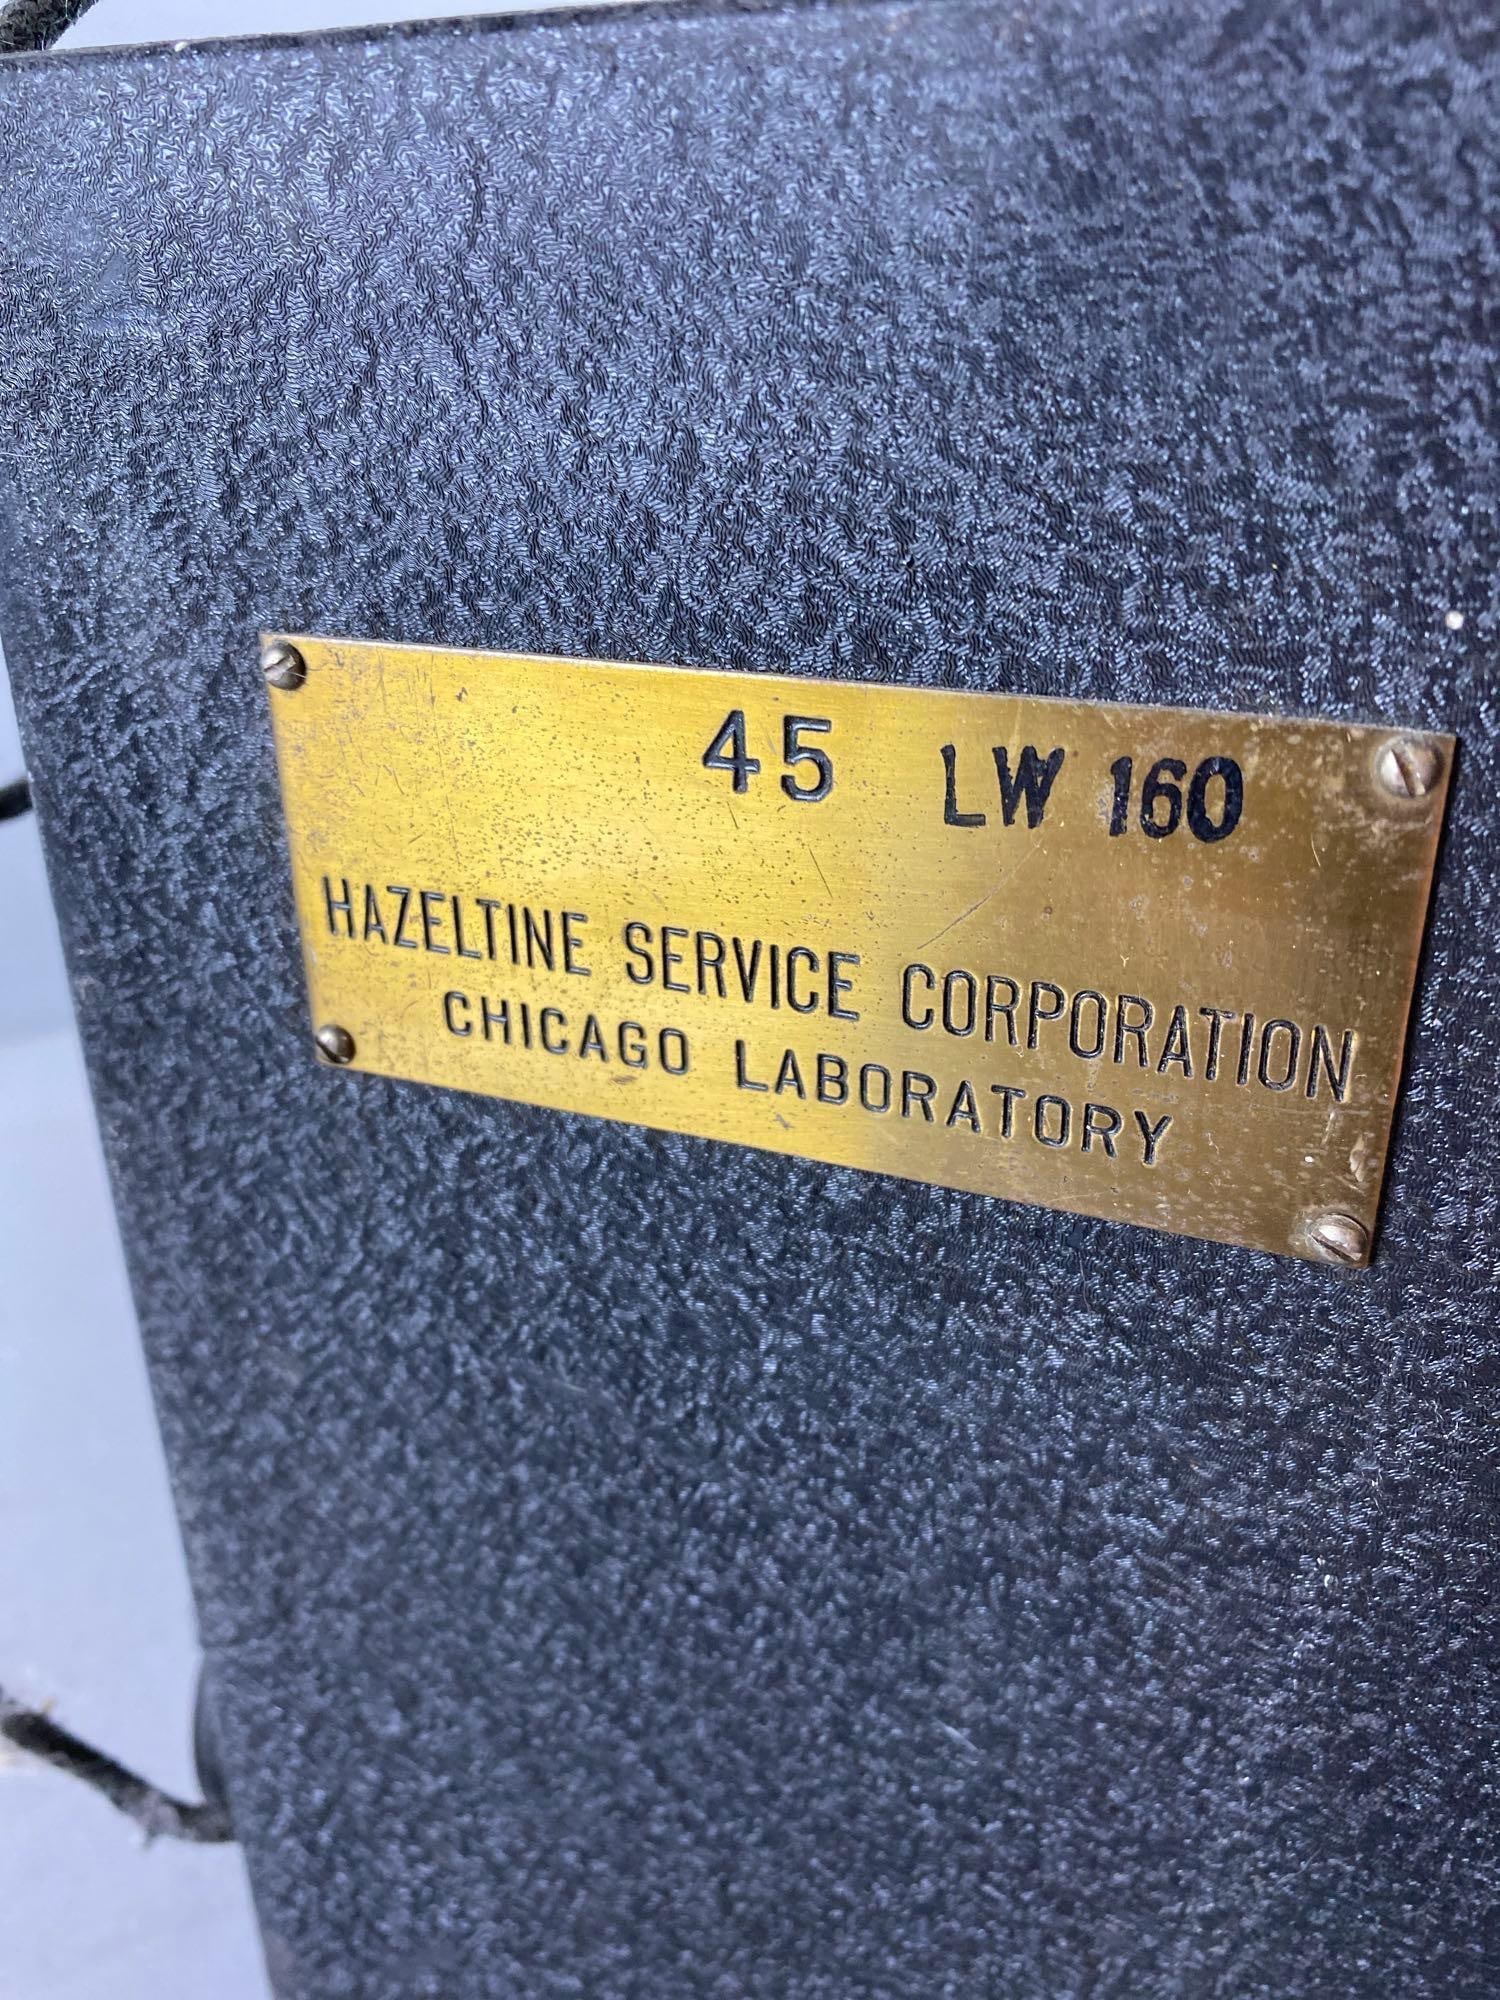 45 LW 160
HAZELTINE SERVICE CORPORATION
CHICAGO LABORATORY